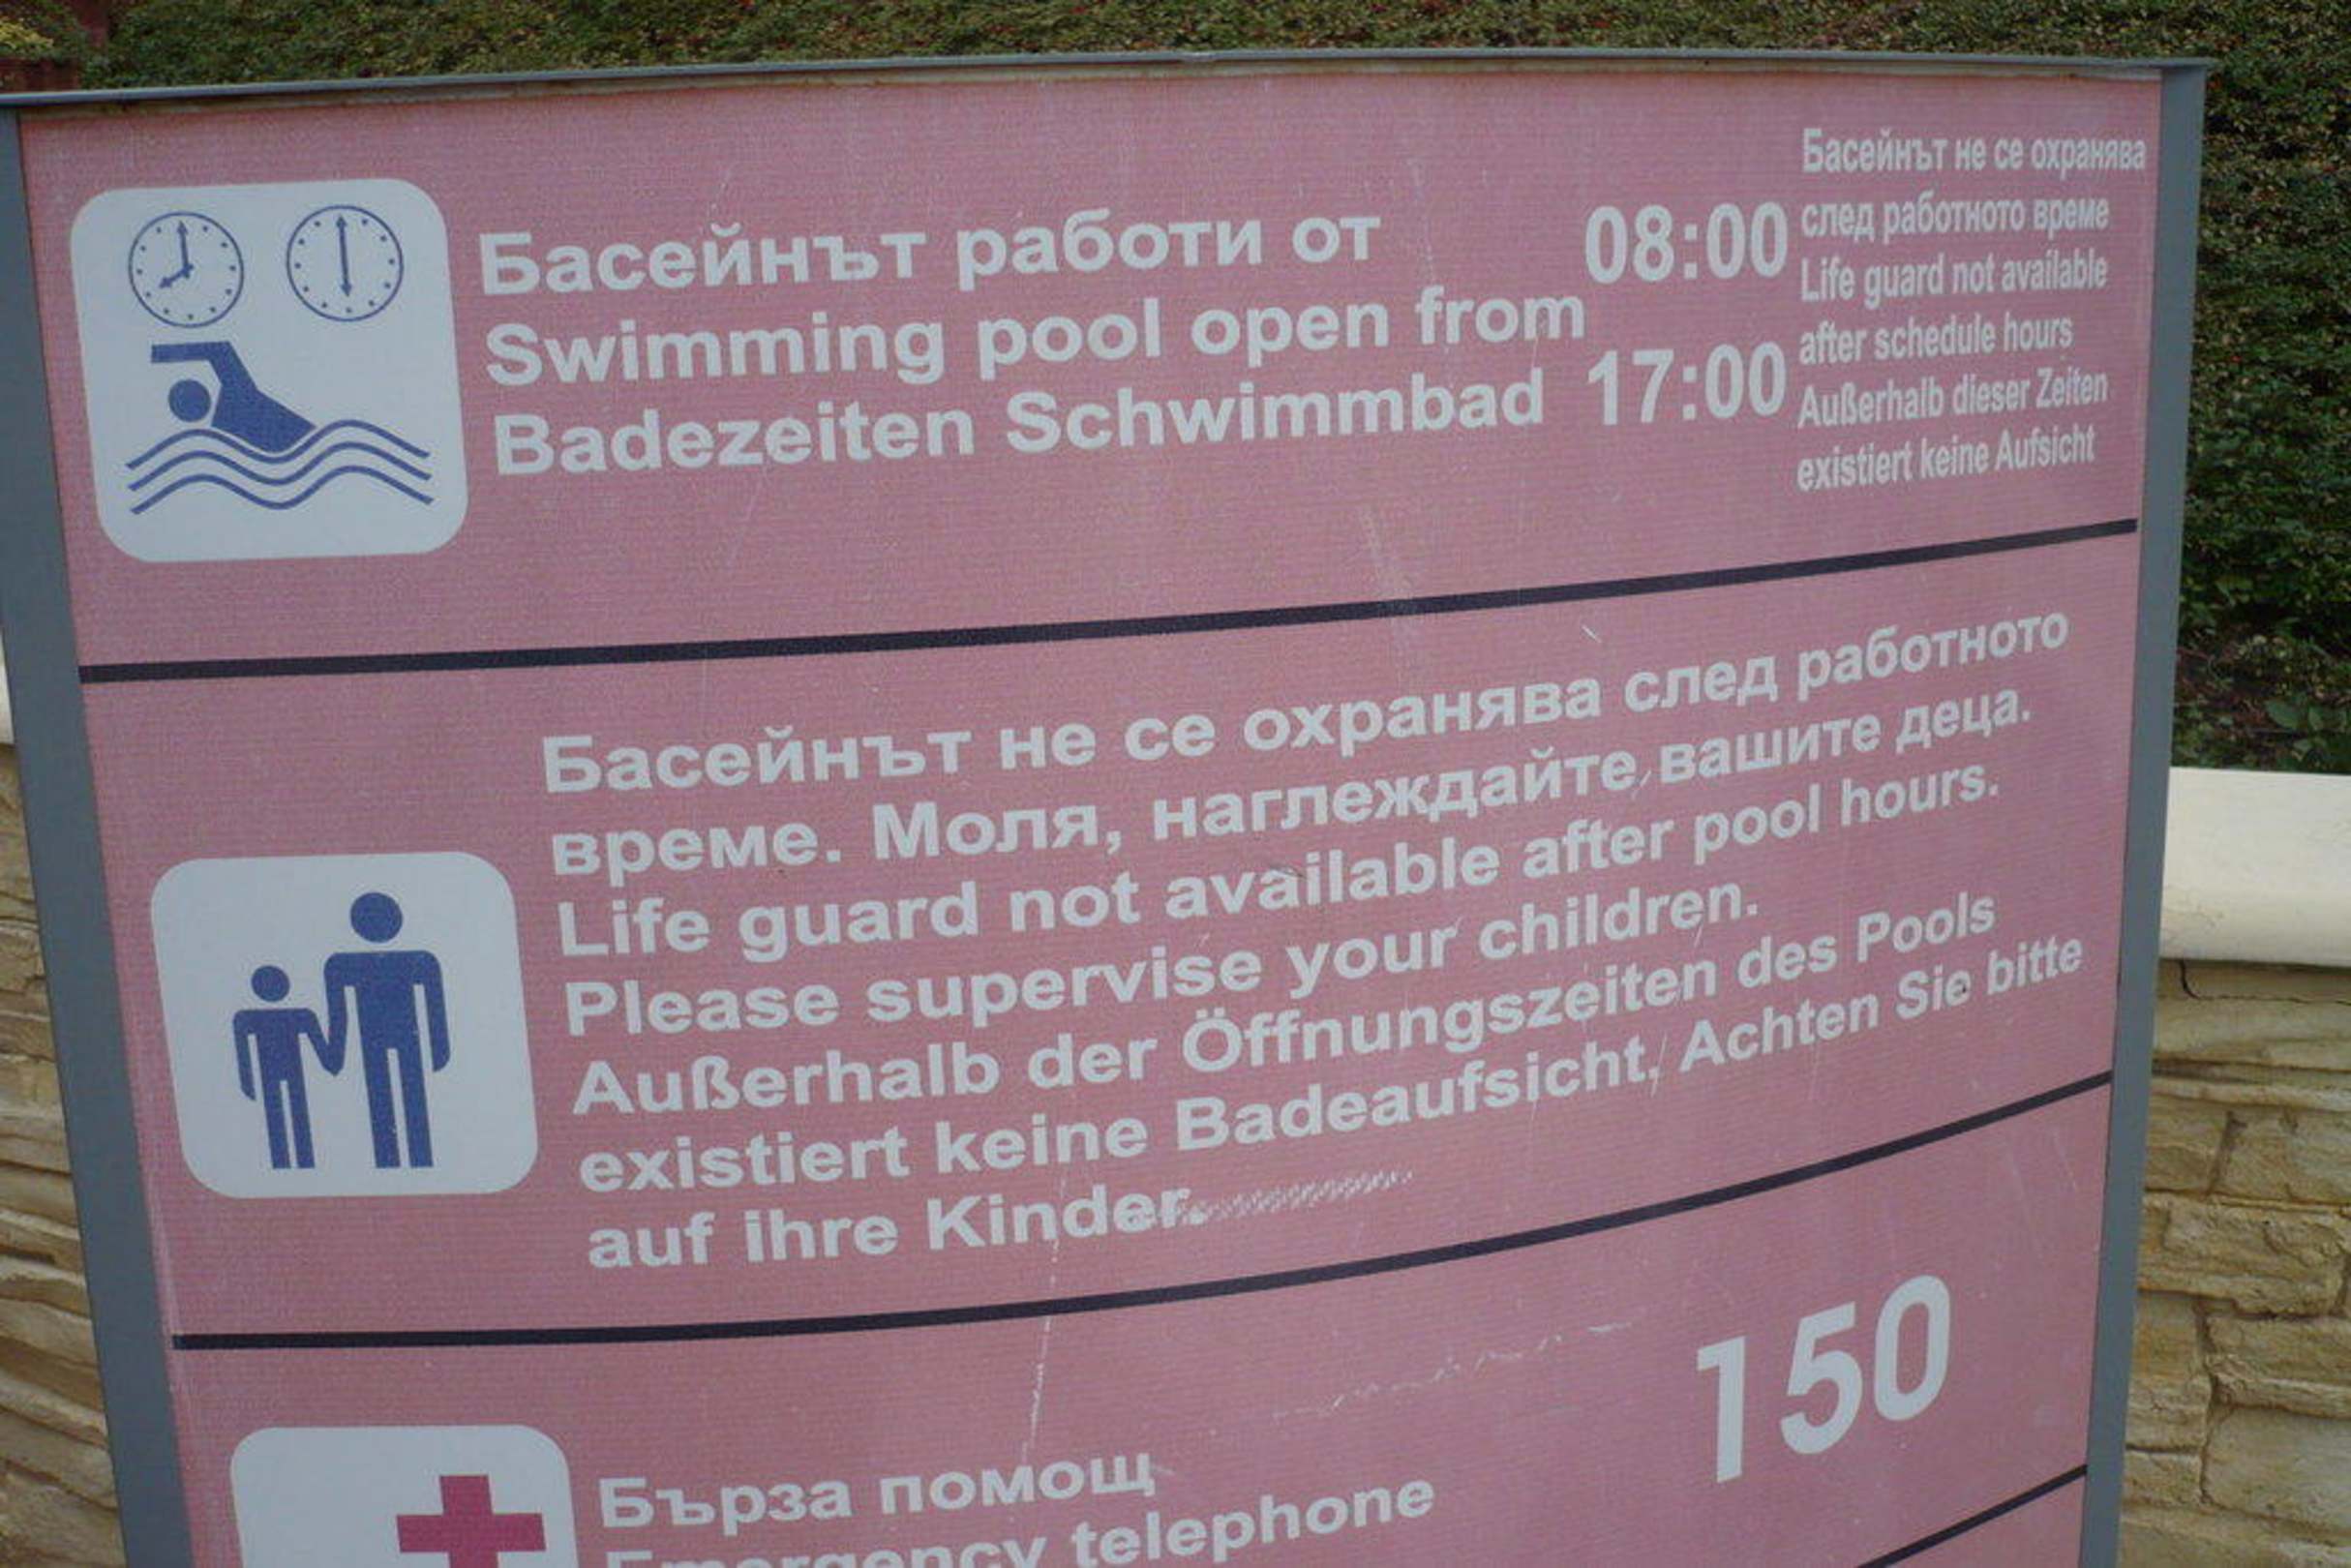 Басейнът работи от
Swimming pool open from
Badezeiten Schwimmbad
08:00
17:00
Басейнът не се охранява
след работното време
Life guard not available
after schedule hours
Außerhalb dieser Zeiten
existiert keine Aufsicht
Басейнът не се охранява след работното
време. Моля, наглеждайте вашите деца.
Life guard not available after pool hours.
Please supervise your children.
Außerhalb der Öffnungszeiten des Pools
existiert keine Badeaufsicht. Achten Sie bitte
auf ihre Kinder.
Бърза помощ
Emergency telephone
150